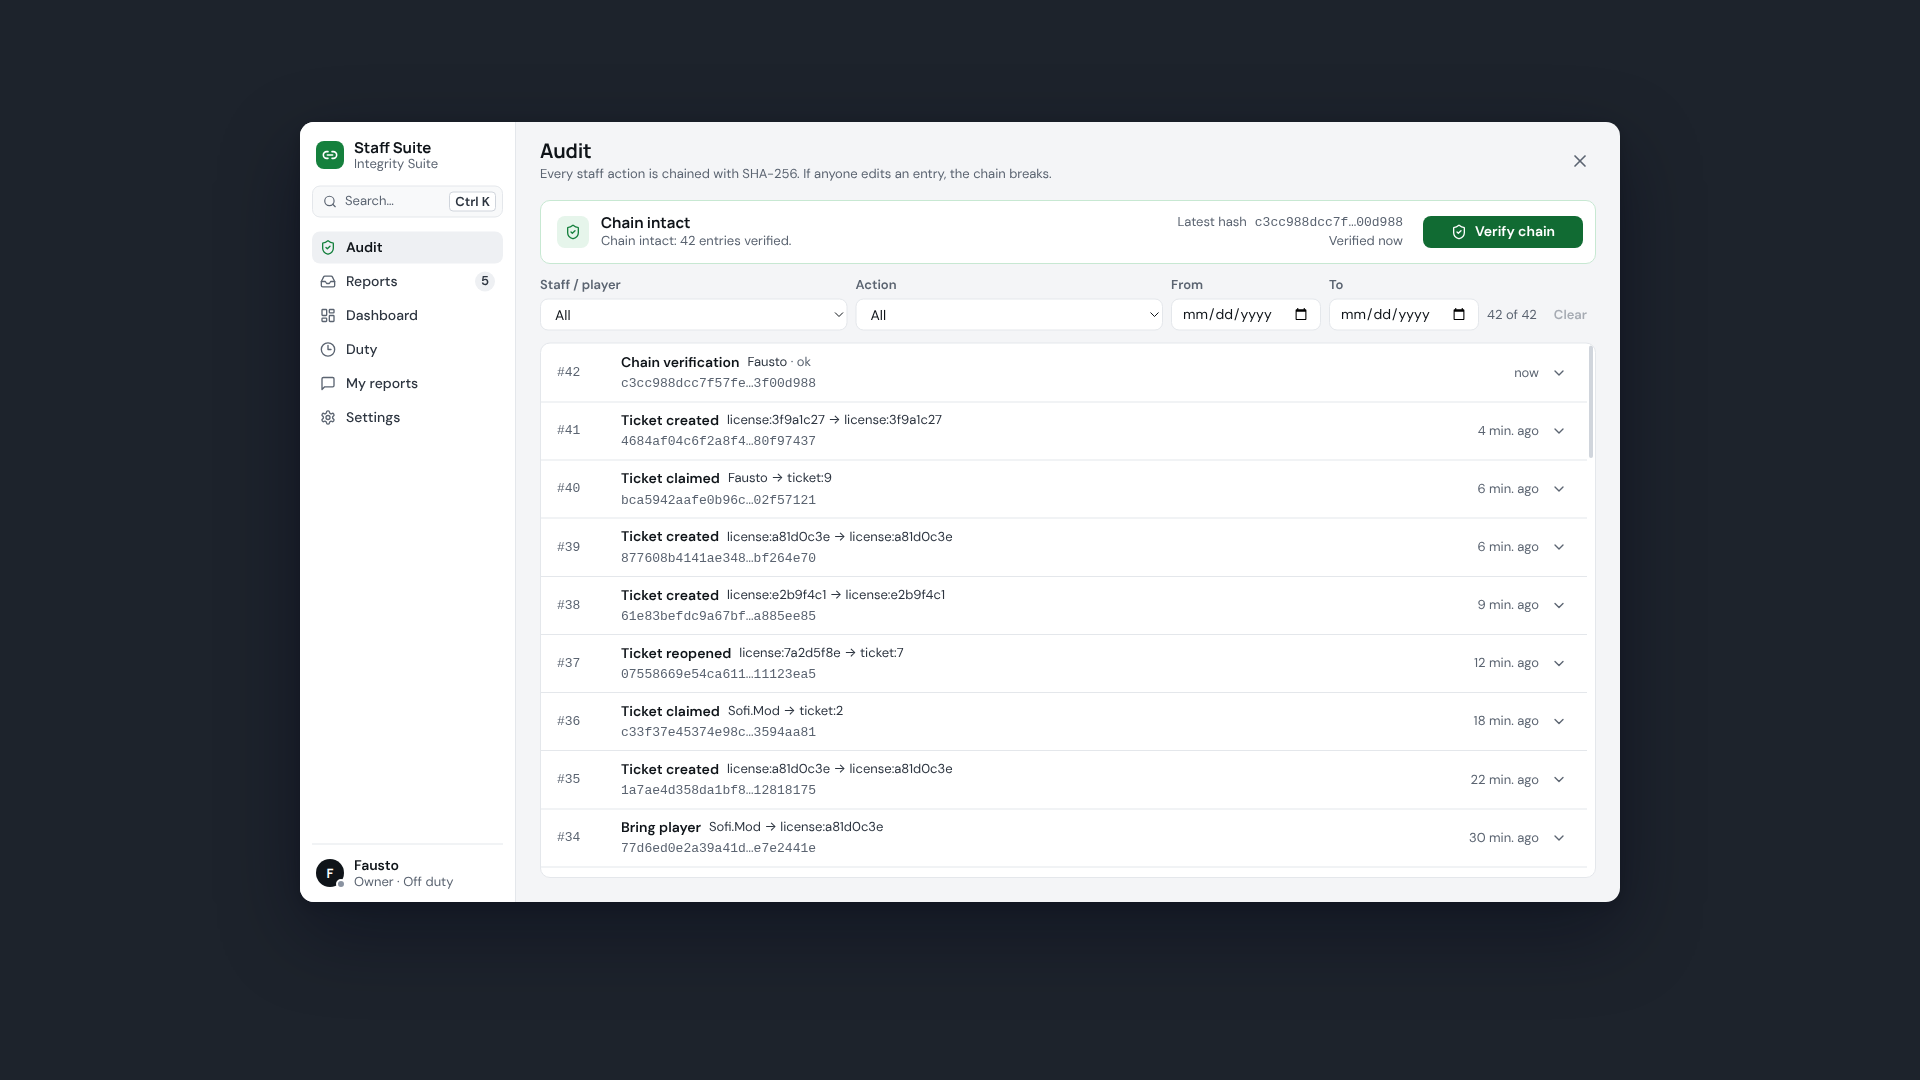 Staff Suite
Integrity Suite
Search…
Ctrl K
Audit
Reports 5
Dashboard
Duty
My reports
Settings
F
Fausto
Owner · Off duty
Audit
Every staff action is chained with SHA-256. If anyone edits an entry, the chain breaks.
Chain intact
Chain intact: 42 entries verified.
Latest hash c3cc988dcc7f…00d988
Verified now
Verify chain
Staff / player
All
Action
All
From
mm/dd/yyyy
To
mm/dd/yyyy
42 of 42
Clear
#42
Chain verification Fausto · ok
c3cc988dcc7f57fe…3f00d988
now
#41
Ticket created license:3f9a1c27 → license:3f9a1c27
4684af04c6f2a8f4…80f97437
4 min. ago
#40
Ticket claimed Fausto → ticket:9
bca5942aafe0b96c…02f57121
6 min. ago
#39
Ticket created license:a81d0c3e → license:a81d0c3e
877608b4141ae348…bf264e70
6 min. ago
#38
Ticket created license:e2b9f4c1 → license:e2b9f4c1
61e83befdc9a67bf…a885ee85
9 min. ago
#37
Ticket reopened license:7a2d5f8e → ticket:7
07558669e54ca611…11123ea5
12 min. ago
#36
Ticket claimed Sofi.Mod → ticket:2
c33f37e45374e98c…3594aa81
18 min. ago
#35
Ticket created license:a81d0c3e → license:a81d0c3e
1a7ae4d358da1bf8…12818175
22 min. ago
#34
Bring player Sofi.Mod → license:a81d0c3e
77d6ed0e2a39a41d…e7e2441e
30 min. ago